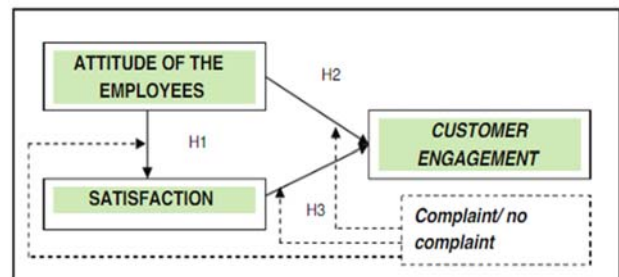 ATTITUDE OF THE
EMPLOYEES
H2
H1
CUSTOMER
ENGAGEMENT
SATISFACTION
H3
Complaint/ no
complaint